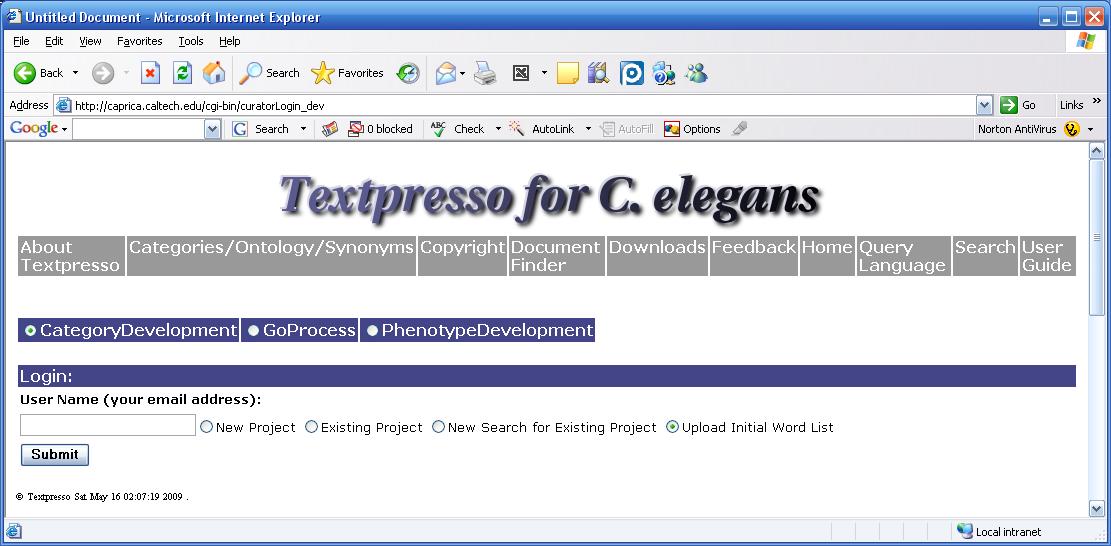 Untitled Document - Microsoft Internet Explorer
File Edit View Favorites Tools Help
Back Search Favorites
Address http://caprica.caltech.edu/cgi-bin/curatorLogin_dev Go Links »
Google G Search 0 blocked ABC Check AutoLink AutoFill Options Norton AntiVirus
Textpresso for C. elegans
About Textpresso Categories/Ontology/Synonyms Copyright Document Finder Downloads Feedback Home Query Language Search User Guide
CategoryDevelopment GoProcess PhenotypeDevelopment
Login:
User Name (your email address):
New Project Existing Project New Search for Existing Project Upload Initial Word List
Submit
© Textpresso Sat May 16 02:07:19 2009 .
Local intranet